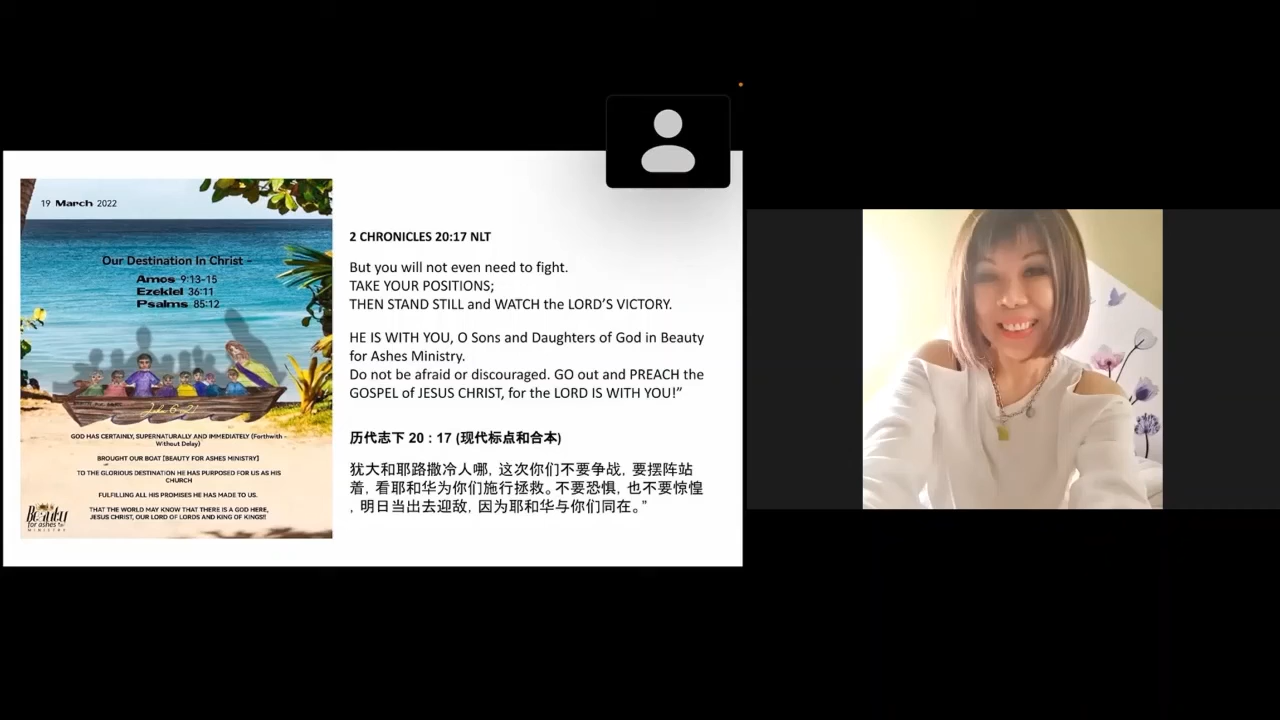 19 March 2022
Our Destination In Christ -
Amos 9:13-15
Ezekiel 36:11
Psalms 85:12
John 6:21
GOD HAS CERTAINLY, SUPERNATURALLY AND IMMEDIATELY (Forthwith -
Without Delay)
BROUGHT OUR BOAT [BEAUTY FOR ASHES MINISTRY]
TO THE GLORIOUS DESTINATION HE HAS PURPOSED FOR US AS HIS
CHURCH
FULFILLING ALL HIS PROMISES HE HAS MADE TO US.
THAT THE WORLD MAY KNOW THAT THERE IS A GOD HERE,
JESUS CHRIST, OUR LORD OF LORDS AND KING OF KINGS!!
Beauty
for ashes
MINISTRY
2 CHRONICLES 20:17 NLT
But you will not even need to fight.
TAKE YOUR POSITIONS;
THEN STAND STILL and WATCH the LORD’S VICTORY.
HE IS WITH YOU, O Sons and Daughters of God in Beauty
for Ashes Ministry.
Do not be afraid or discouraged. GO out and PREACH the
GOSPEL of JESUS CHRIST, for the LORD IS WITH YOU!”
历代志下 20：17 (现代标点和合本)
犹大和耶路撒冷人哪，这次你们不要争战，要摆阵站
着，看耶和华为你们施行拯救。不要恐惧，也不要惊惶
，明日当出去迎敌，因为耶和华与你们同在。”